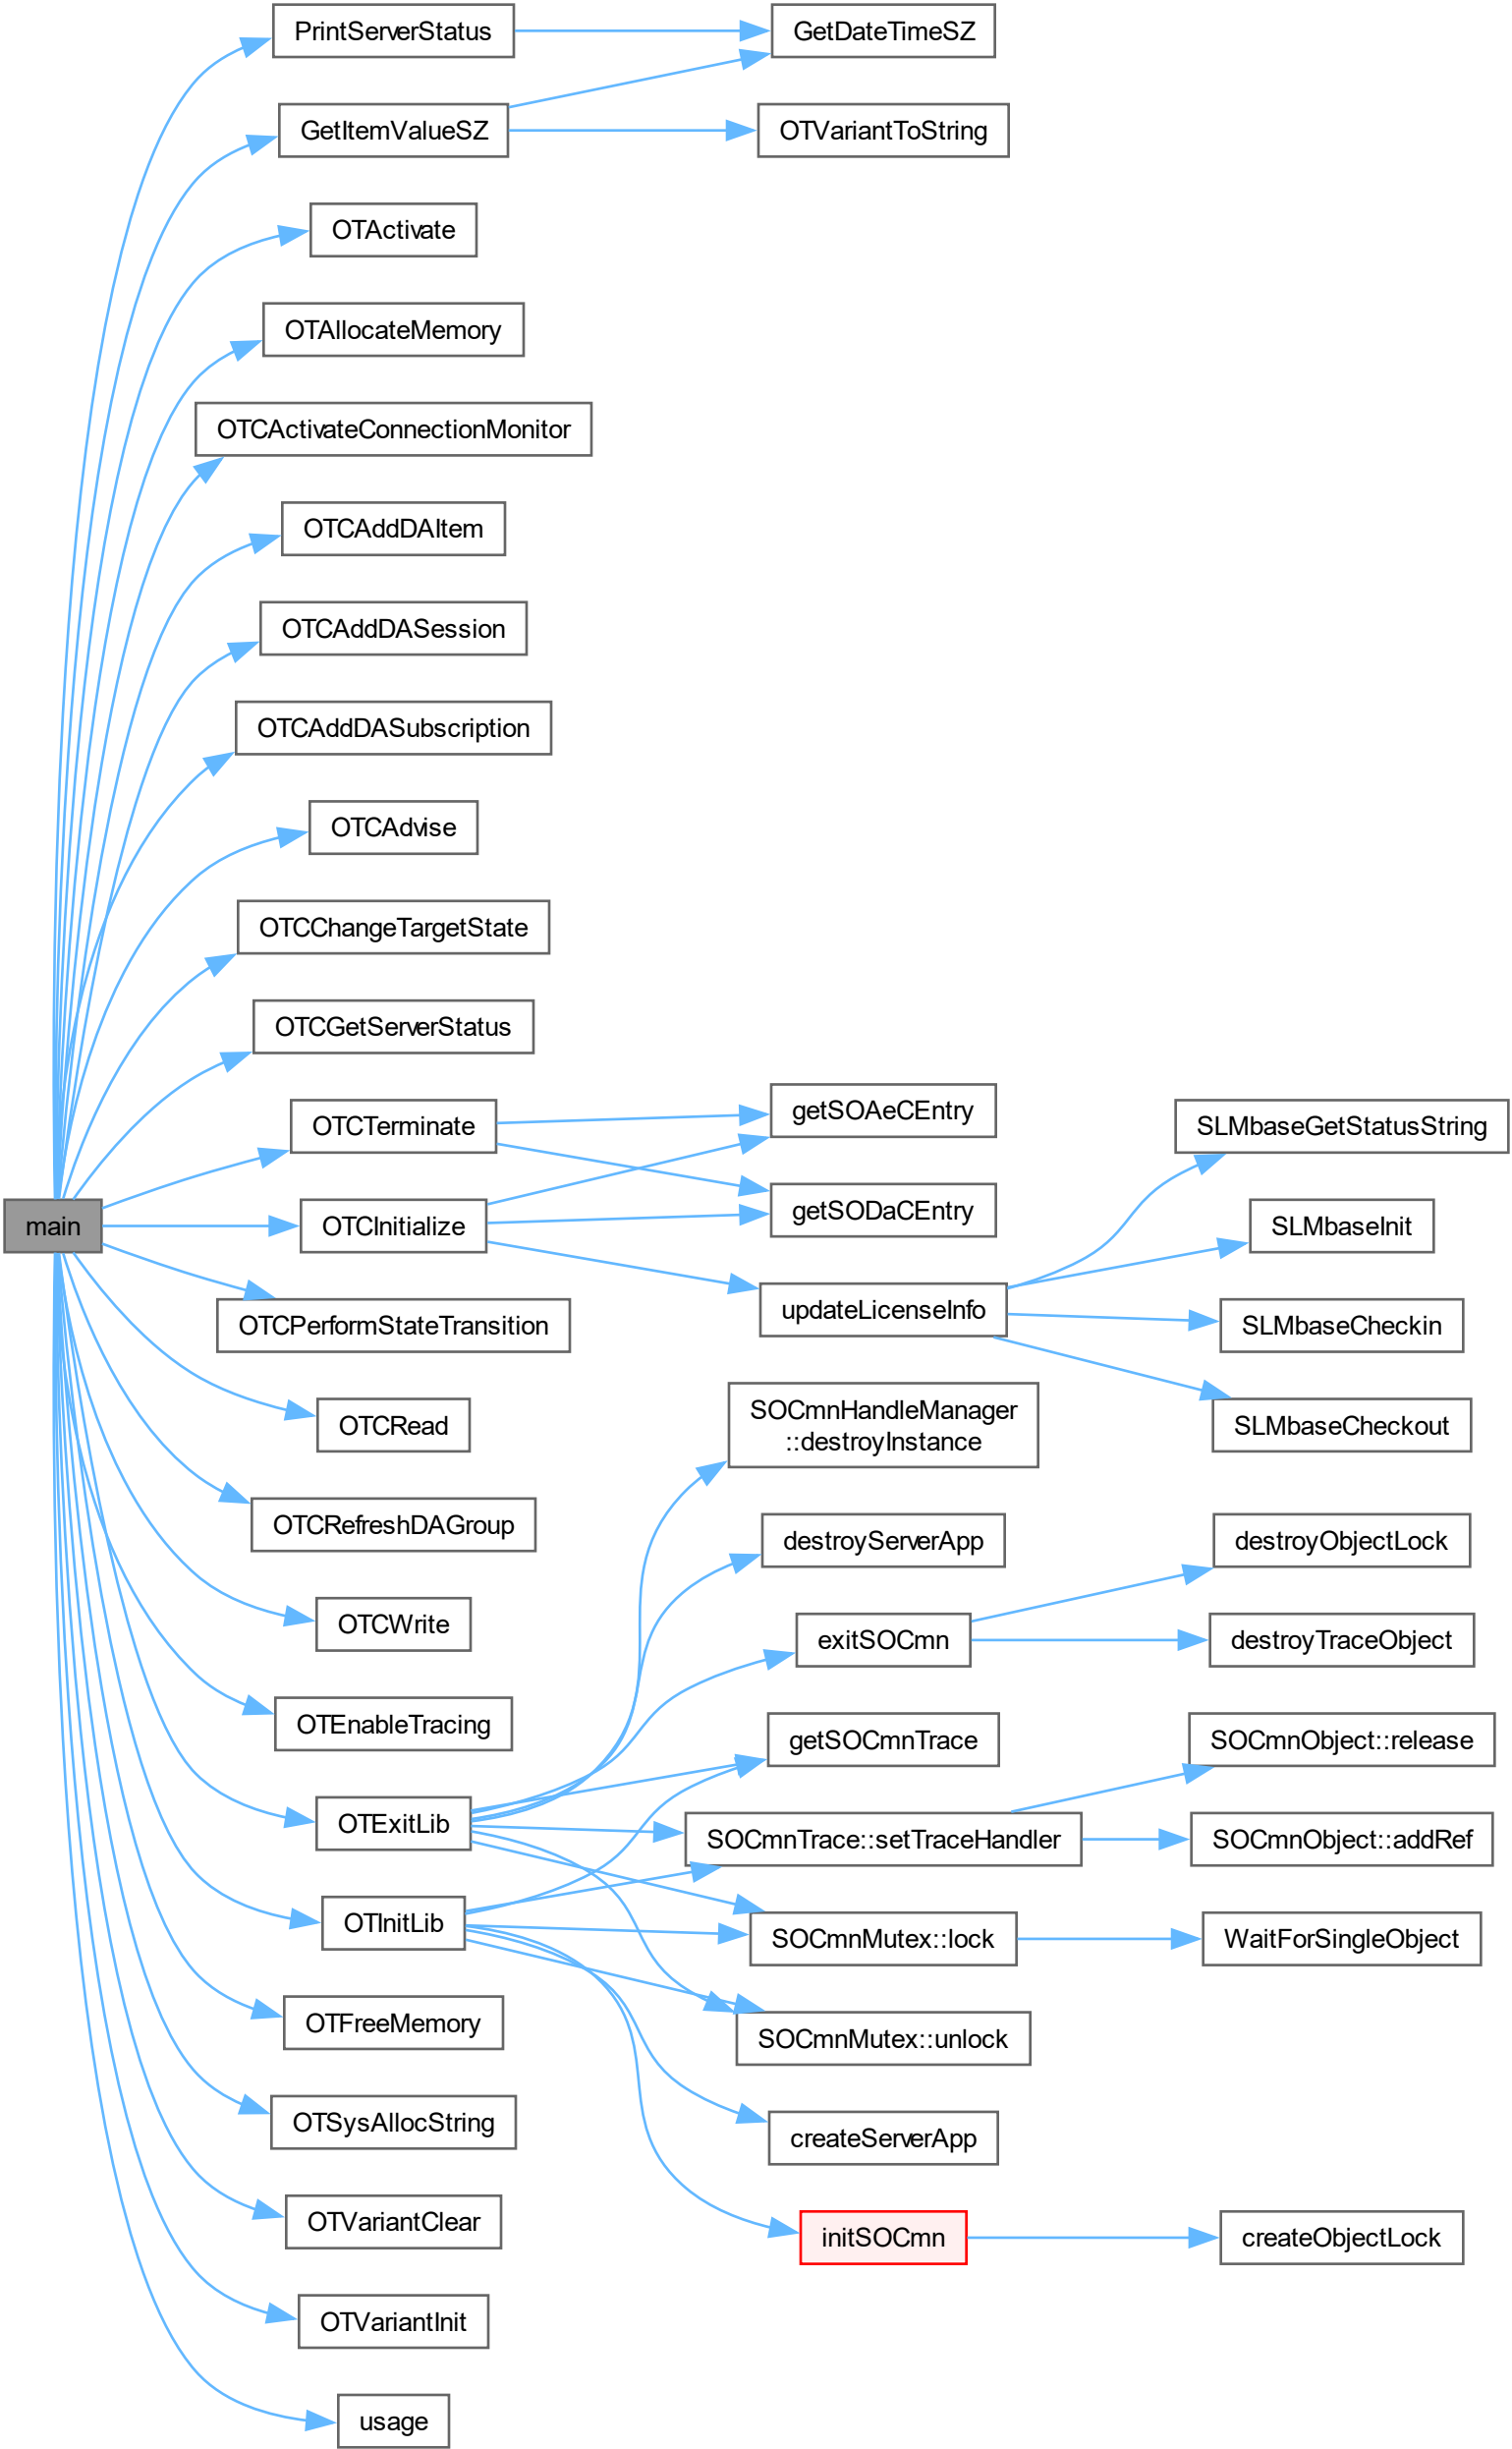 PrintServerStatus
GetDateTimeSZ
GetItemValueSZ
OTVariantToString
OTActivate
OTAllocateMemory
OTCActivateConnectionMonitor
OTCAddDAItem
OTCAddDASession
OTCAddDASubscription
OTCAdvise
OTCChangeTargetState
OTCGetServerStatus
OTCTerminate
getSOAeCEntry
SLMbaseGetStatusString
main
OTCInitialize
getSODaCEntry
SLMbaseInit
updateLicenseInfo
OTCPerformStateTransition
SLMbaseCheckin
OTCRead
SOCmnHandleManager
::destroyInstance
SLMbaseCheckout
OTCRefreshDAGroup
destroyServerApp
destroyObjectLock
OTCWrite
exitSOCmn
destroyTraceObject
OTEnableTracing
getSOCmnTrace
SOCmnObject::release
OTExitLib
SOCmnTrace::setTraceHandler
SOCmnObject::addRef
OTInitLib
SOCmnMutex::lock
WaitForSingleObject
OTFreeMemory
SOCmnMutex::unlock
OTSysAllocString
createServerApp
OTVariantClear
initSOCmn
createObjectLock
OTVariantInit
usage